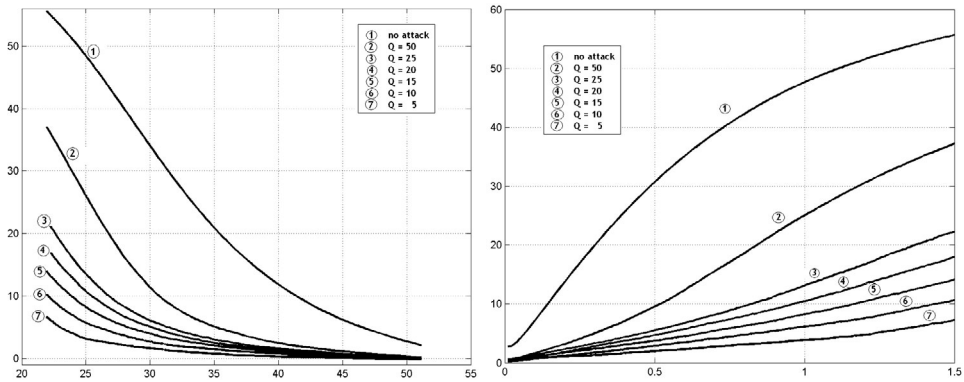 50
40
30
20
10
0
20 25 30 35 40 45 50 55
① no attack
② Q = 50
③ Q = 25
④ Q = 20
⑤ Q = 15
⑥ Q = 10
⑦ Q = 5
①
②
③
④
⑤
⑥
⑦
60
50
40
30
20
10
0
0 0.5 1 1.5
① no attack
② Q = 50
③ Q = 25
④ Q = 20
⑤ Q = 15
⑥ Q = 10
⑦ Q = 5
①
②
③
④
⑤
⑥
⑦